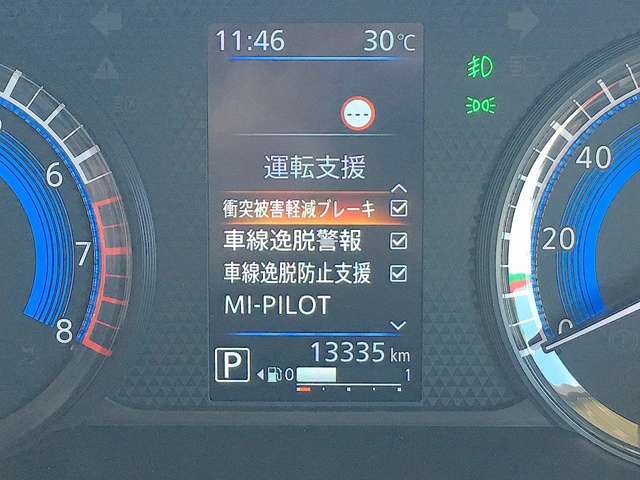 11:46 30℃
---
運転支援
衝突被害軽減ブレーキ
車線逸脱警報
車線逸脱防止支援
MI-PILOT
P
13335 km
0 1
6
7
8
40
20
0